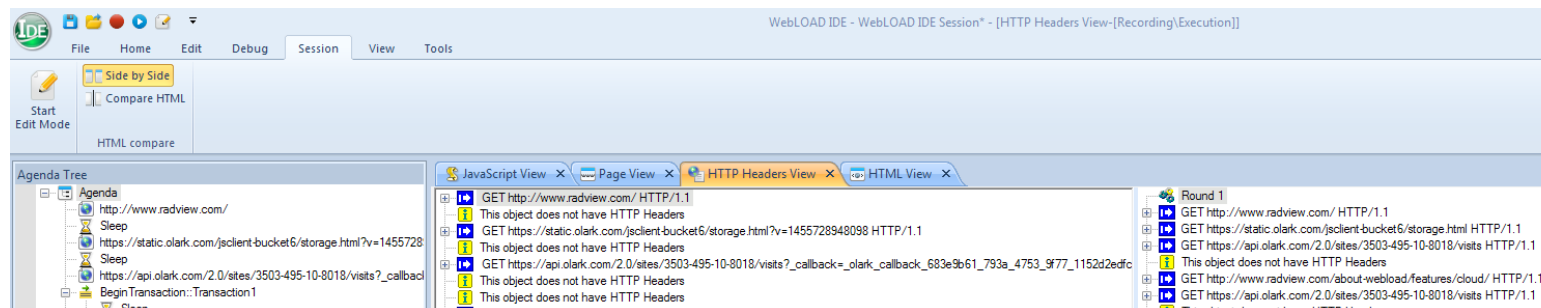 IDE
WebLOAD IDE - WebLOAD IDE Session* - [HTTP Headers View-[Recording\Execution]]
File Home Edit Debug Session View Tools
Start
Edit Mode
Side by Side
Compare HTML
HTML compare
Agenda Tree
Agenda
http://www.radview.com/
Sleep
https://static.olark.com/jsclient-bucket6/storage.html?v=1455728
Sleep
https://api.olark.com/2.0/sites/3503-495-10-8018/visits?_callbacl
BeginTransaction::Transaction1
Sleep
JavaScript View X Page View X HTTP Headers View X HTML View X
GET http://www.radview.com/ HTTP/1.1
This object does not have HTTP Headers
GET https://static.olark.com/jsclient-bucket6/storage.html?v=1455728948098 HTTP/1.1
This object does not have HTTP Headers
GET https://api.olark.com/2.0/sites/3503-495-10-8018/visits?_callback=_olark_callback_683e9b61_793a_4753_9f77_1152d2edfc
This object does not have HTTP Headers
This object does not have HTTP Headers
Round 1
GET http://www.radview.com/ HTTP/1.1
GET https://static.olark.com/jsclient-bucket6/storage.html HTTP/1.1
GET https://api.olark.com/2.0/sites/3503-495-10-8018/visits HTTP/1.1
This object does not have HTTP Headers
GET http://www.radview.com/about-webload/features/cloud/ HTTP/1.1
GET https://api.olark.com/2.0/sites/3503-495-10-8018/visits HTTP/1.1